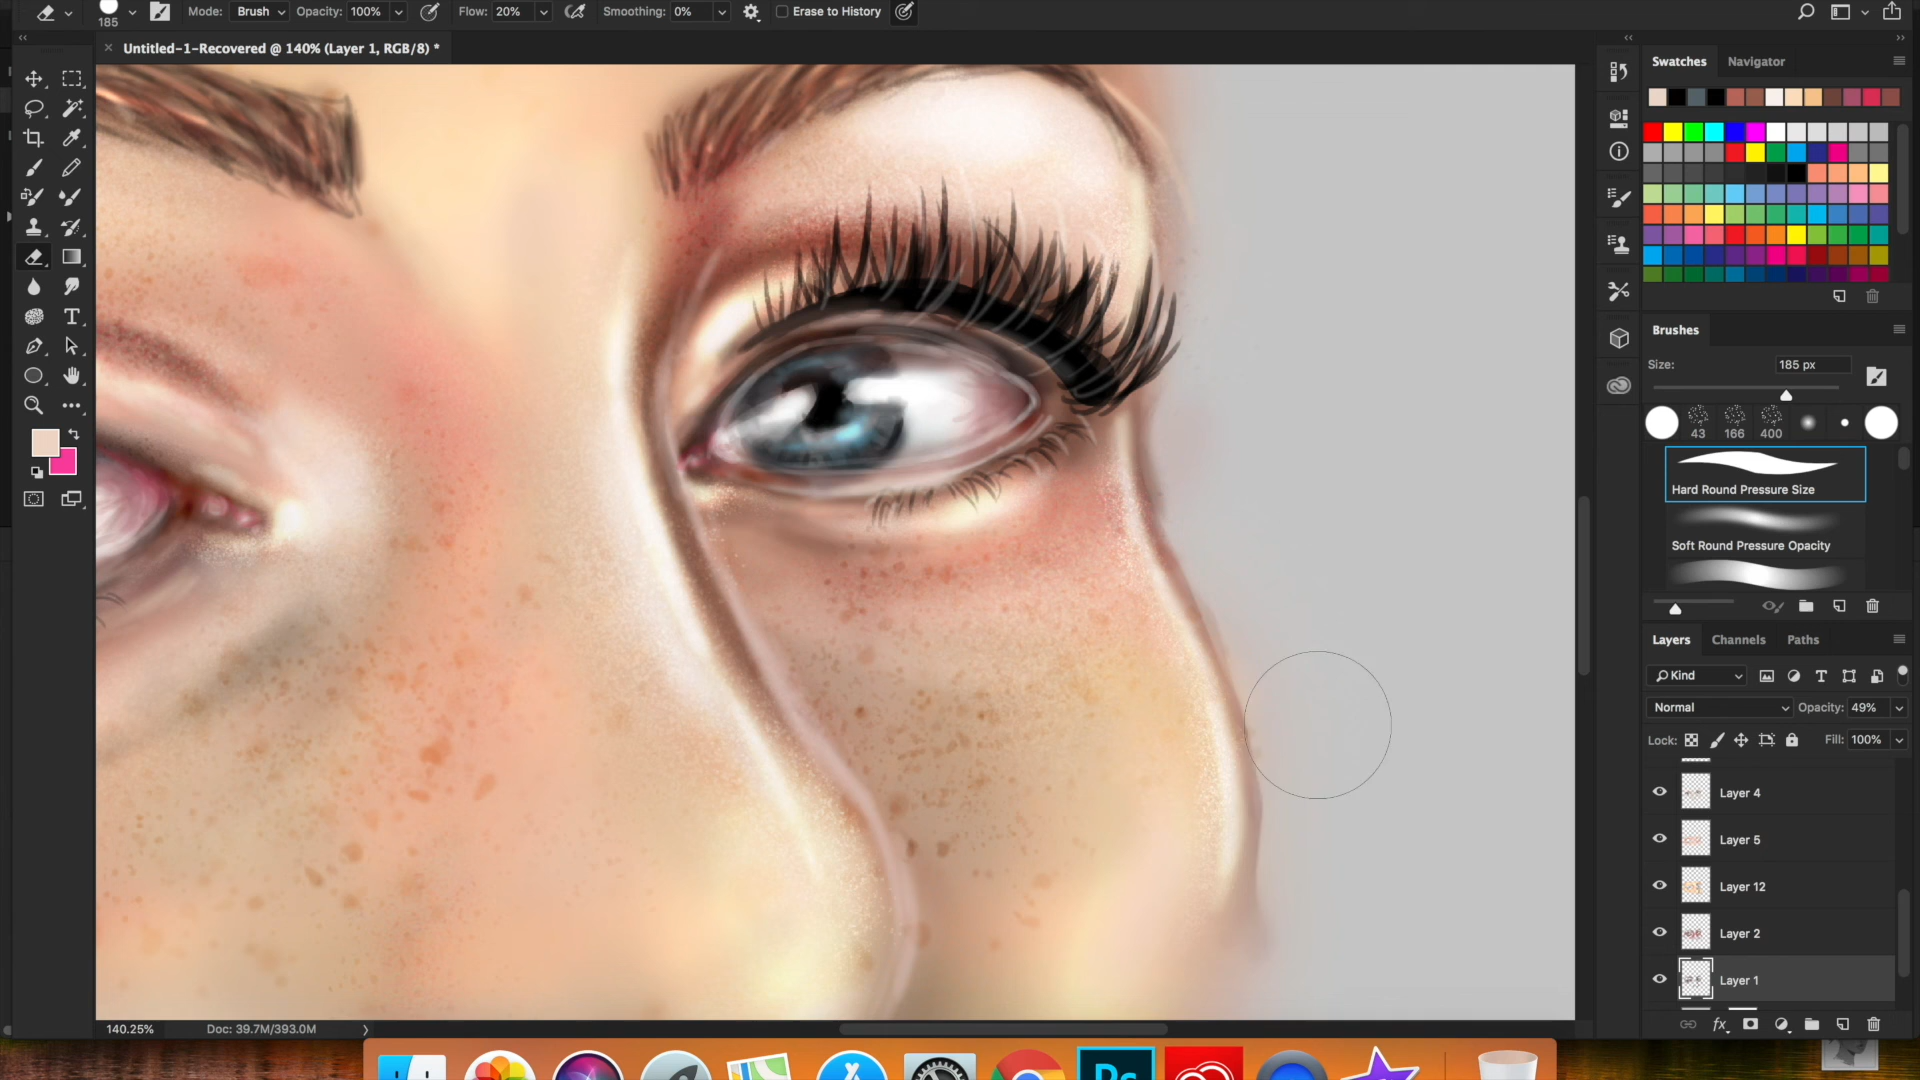 185
Mode: Brush Opacity: 100% Flow: 20% Smoothing: 0% Erase to History
Untitled-1-Recovered @ 140% (Layer 1, RGB/8) *
Swatches Navigator
Brushes
Size: 185 px
43 166 400
Hard Round Pressure Size
Soft Round Pressure Opacity
Layers Channels Paths
Kind
Normal Opacity: 49%
Lock: Fill: 100%
Layer 4
Layer 5
Layer 12
Layer 2
Layer 1
fx
140.25% Doc: 39.7M/393.0M
Ps